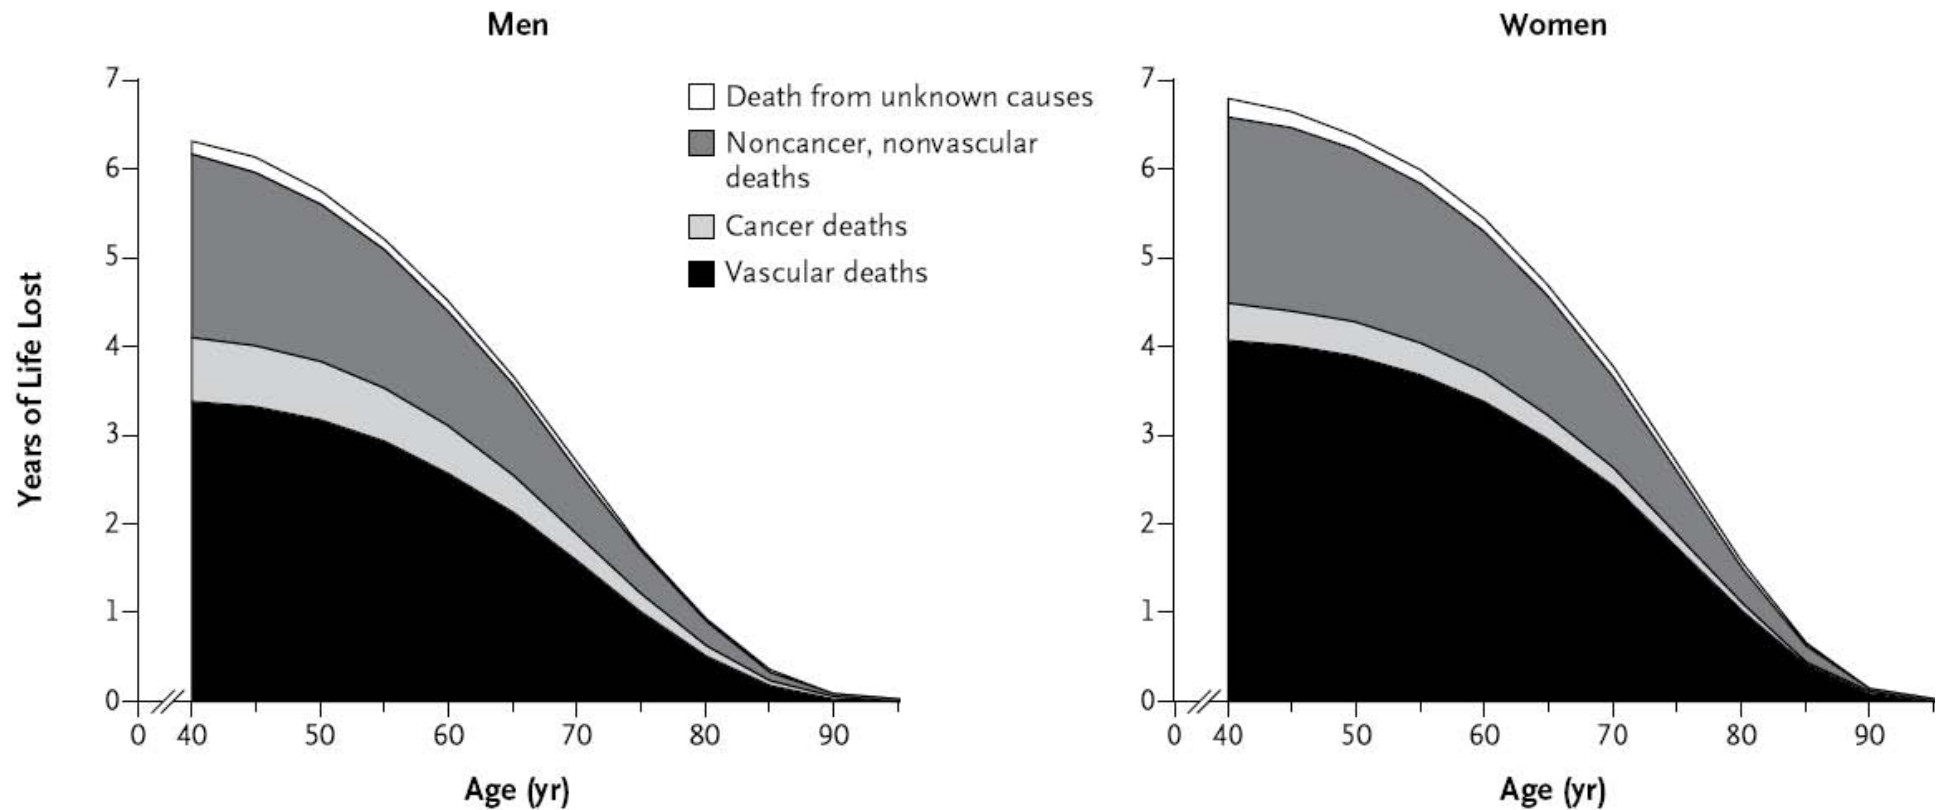 Men
Women
Years of Life Lost
7
6
5
4
3
2
1
0
0 40 50 60 70 80 90
Age (yr)
Death from unknown causes
Noncancer, nonvascular
deaths
Cancer deaths
Vascular deaths
7
6
5
4
3
2
1
0
0 40 50 60 70 80 90
Age (yr)